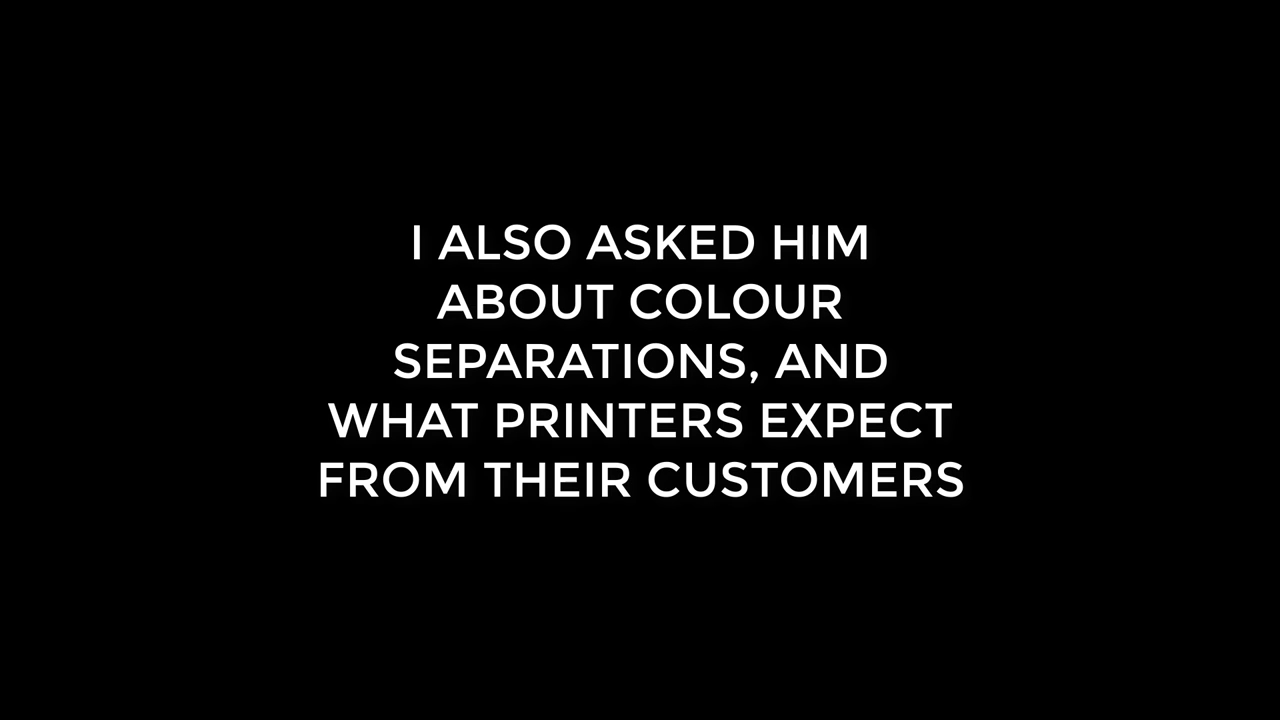 I ALSO ASKED HIM
ABOUT COLOUR
SEPARATIONS, AND
WHAT PRINTERS EXPECT
FROM THEIR CUSTOMERS